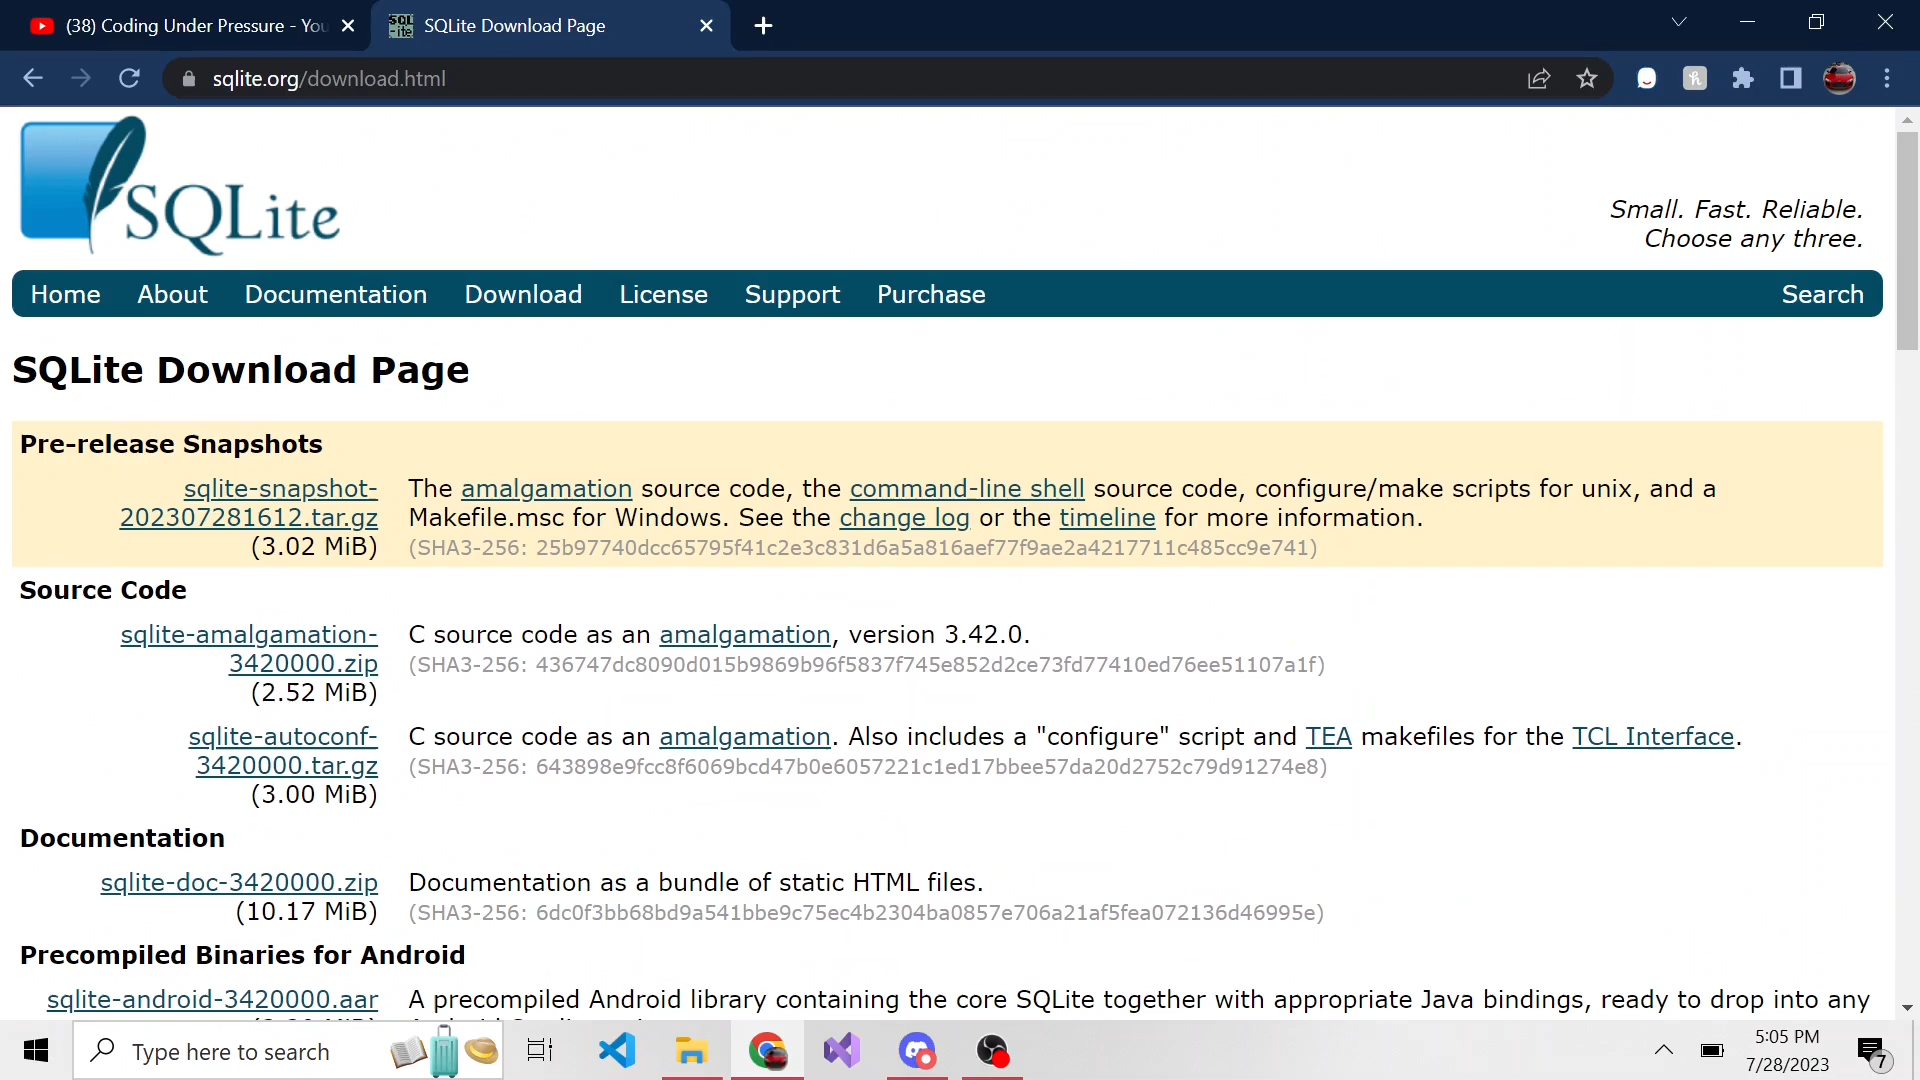 (38) Coding Under Pressure - You
SQLite Download Page
sqlite.org/download.html
SQLite
Small. Fast. Reliable.
Choose any three.
Home About Documentation Download License Support Purchase Search
SQLite Download Page
Pre-release Snapshots
sqlite-snapshot- The amalgamation source code, the command-line shell source code, configure/make scripts for unix, and a
202307281612.tar.gz Makefile.msc for Windows. See the change log or the timeline for more information.
(3.02 MiB) (SHA3-256: 25b97740dcc65795f41c2e3c831d6a5a816aef77f9ae2a4217711c485cc9e741)
Source Code
sqlite-amalgamation- C source code as an amalgamation, version 3.42.0.
3420000.zip (SHA3-256: 436747dc8090d015b9869b96f5837f745e852d2ce73fd77410ed76ee51107a1f)
(2.52 MiB)
sqlite-autoconf- C source code as an amalgamation. Also includes a "configure" script and TEA makefiles for the TCL Interface.
3420000.tar.gz (SHA3-256: 643898e9fcc8f6069bcd47b0e6057221c1ed17bbee57da20d2752c79d91274e8)
(3.00 MiB)
Documentation
sqlite-doc-3420000.zip Documentation as a bundle of static HTML files.
(10.17 MiB) (SHA3-256: 6dc0f3bb68bd9a541bbe9c75ec4b2304ba0857e706a21af5fea072136d46995e)
Precompiled Binaries for Android
sqlite-android-3420000.aar A precompiled Android library containing the core SQLite together with appropriate Java bindings, ready to drop into any
Type here to search
5:05 PM
7/28/2023
7